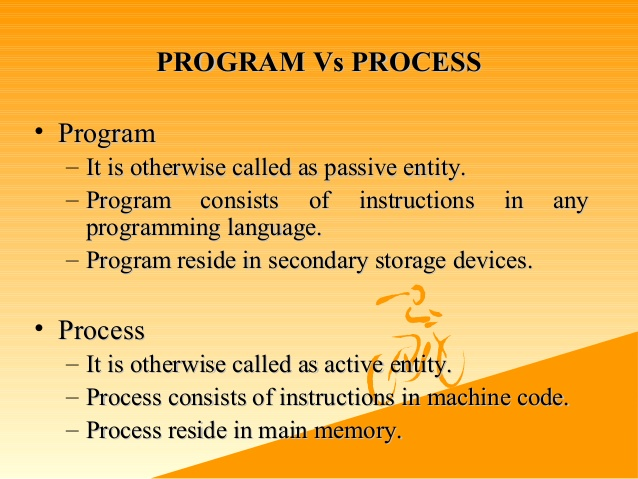 PROGRAM Vs PROCESS
• Program
– It is otherwise called as passive entity.
– Program consists of instructions in any
programming language.
– Program reside in secondary storage devices.
• Process
– It is otherwise called as active entity.
– Process consists of instructions in machine code.
– Process reside in main memory.